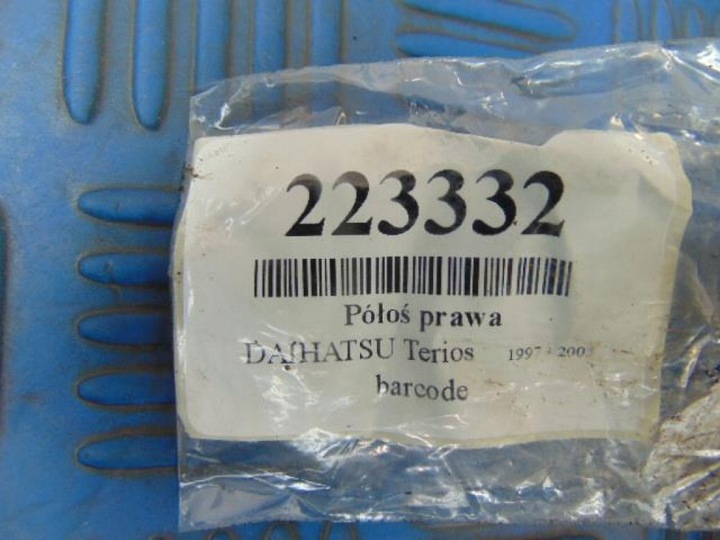 223332
Półoś prawa
DAIHATSU Terios 1997
barcode